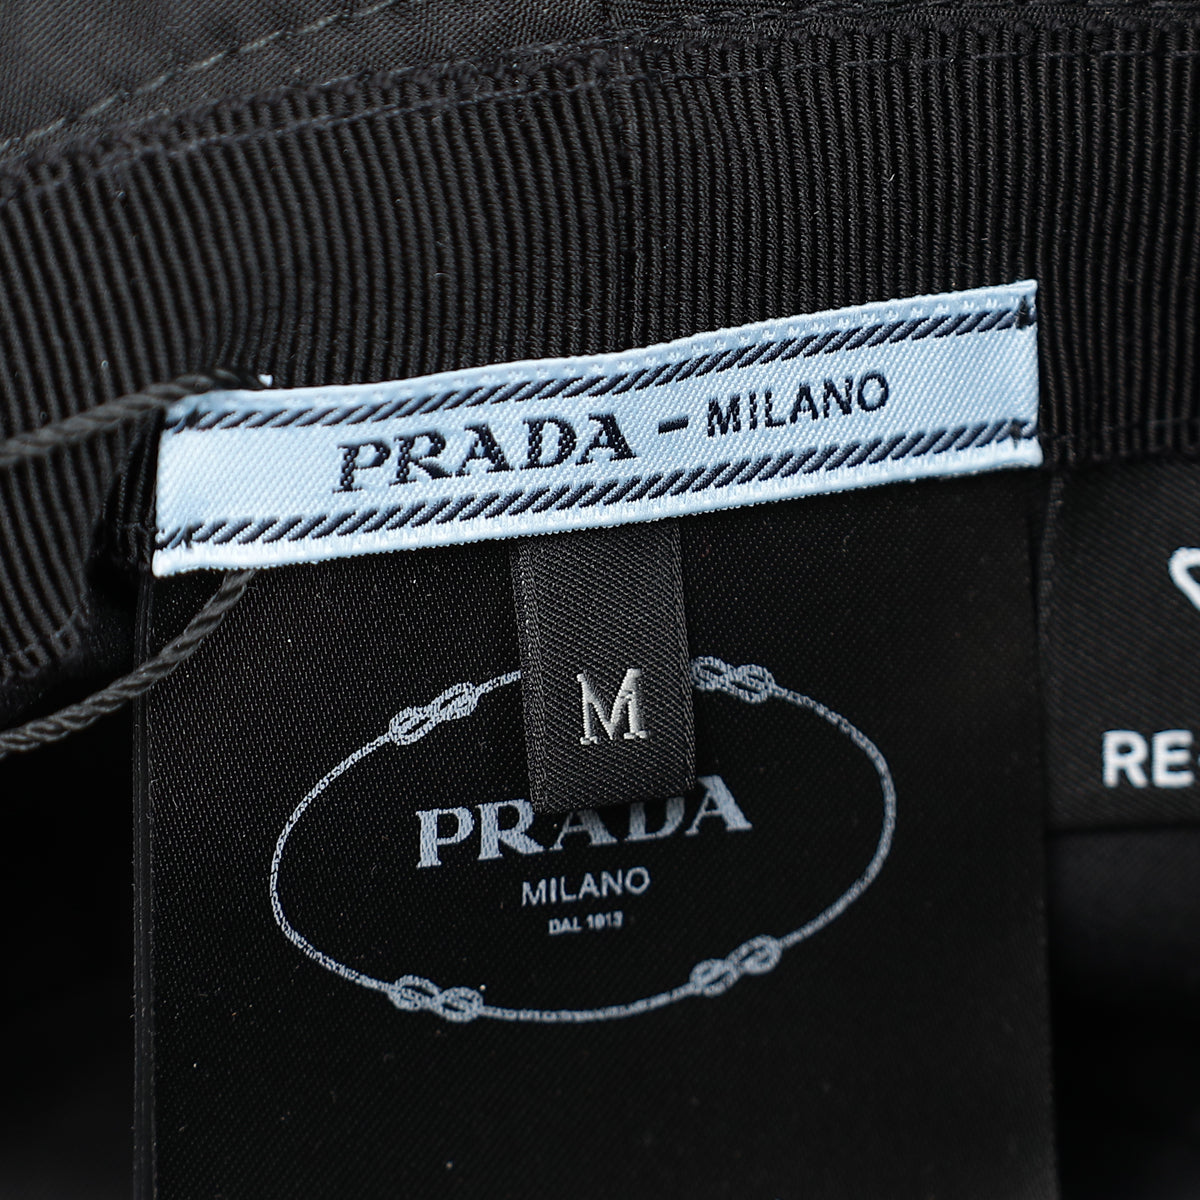 PRADA - MILANO
M
PRADA
MILANO
DAL 1913
RE-